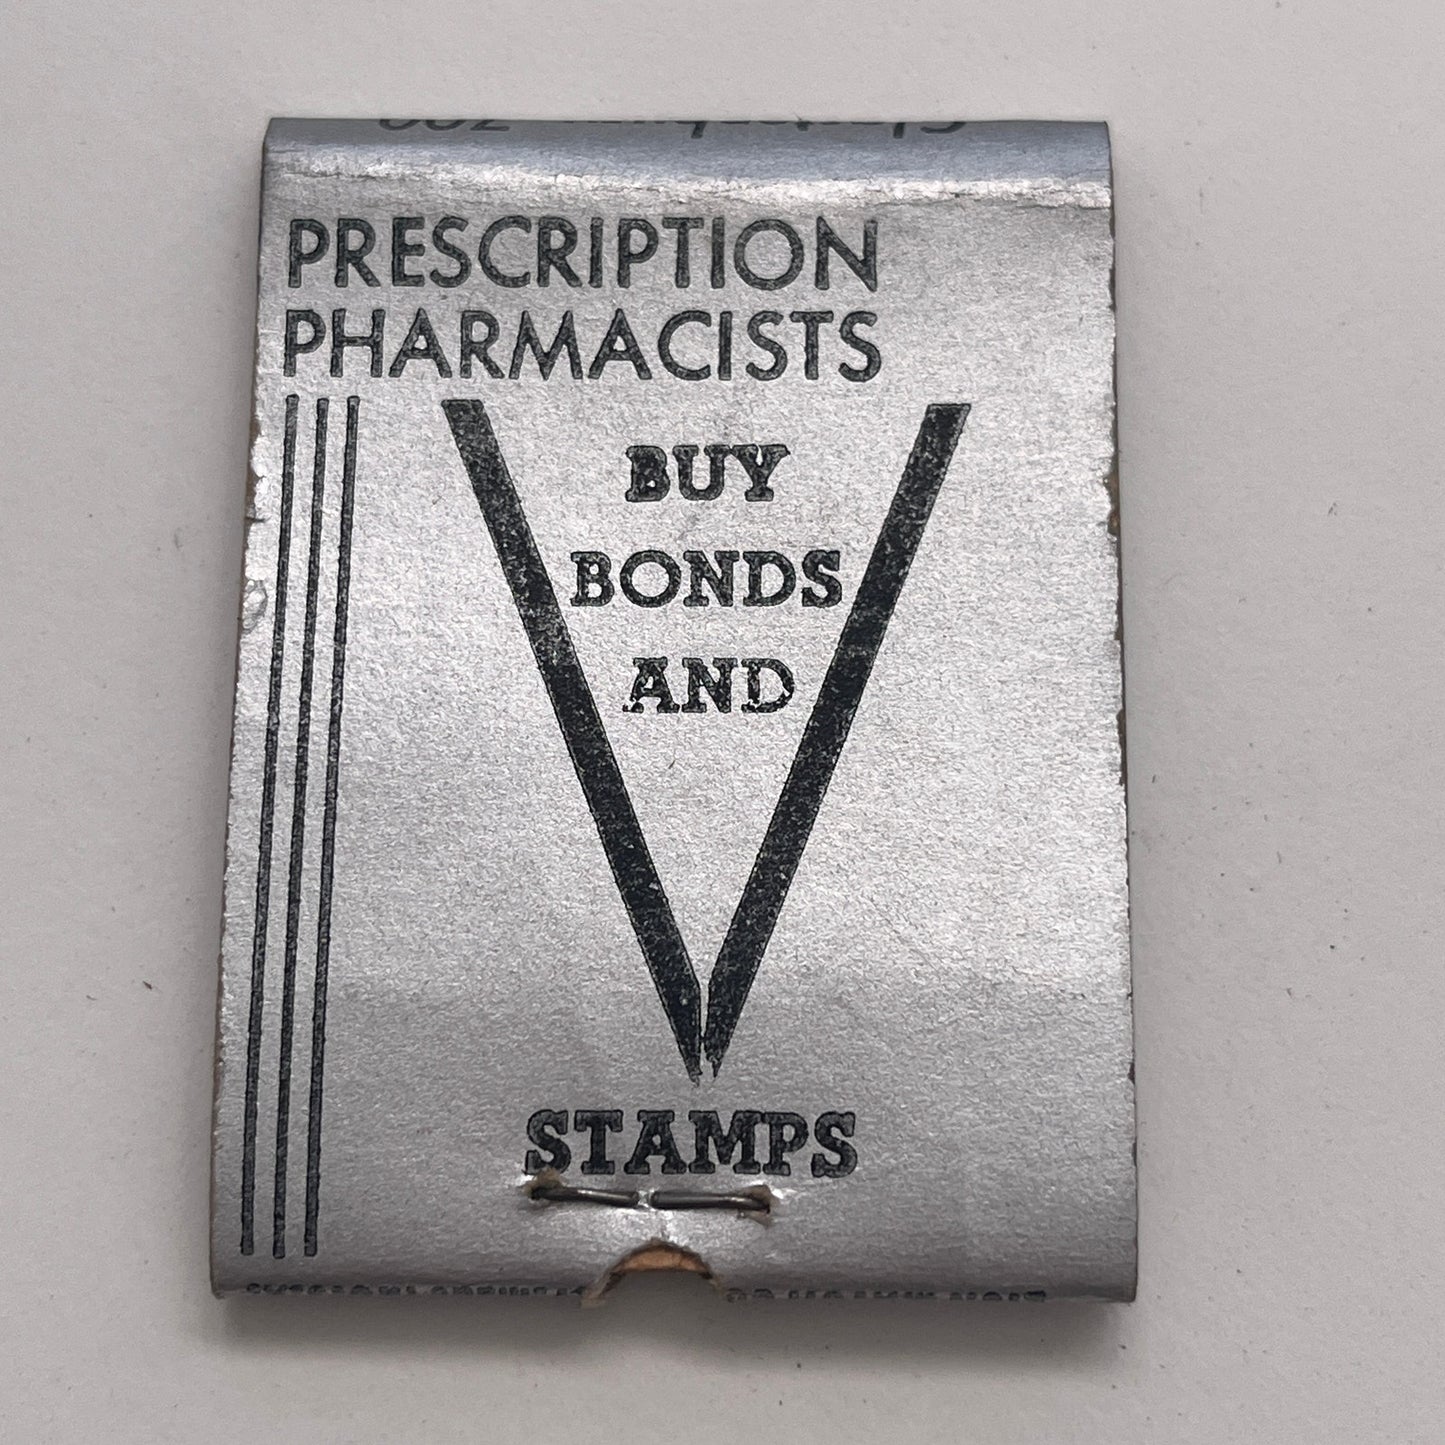 PRESCRIPTION
PHARMACISTS
BUY
BONDS
AND
STAMPS